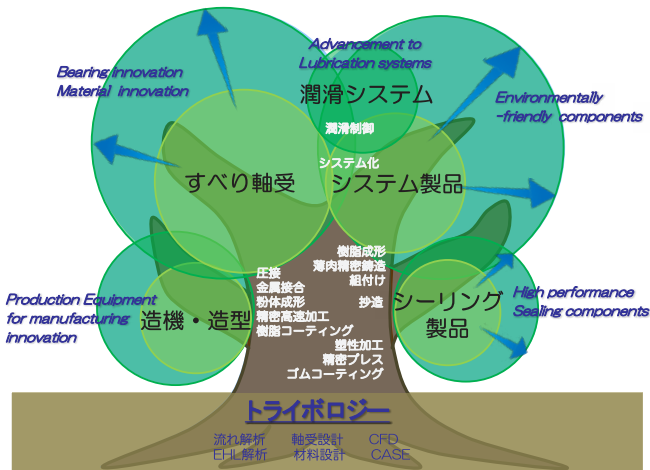 Advancement to
Lubrication systems
Bearing innovation
Material innovation
潤滑システム
Environmentally
-friendly components
潤滑制御
システム化
すべり軸受
システム製品
樹脂成形
薄肉精密鋳造
組付け
圧接
金属接合
粉体成形
抄造
精密高速加工
樹脂コーティング
塑性加工
精密プレス
ゴムコーティング
Production Equipment
for manufacturing
innovation
造機・造型
シーリング
製品
High performance
Sealing components
トライボロジー
流れ解析 軸受設計 CFD
EHL解析 材料設計 CASE